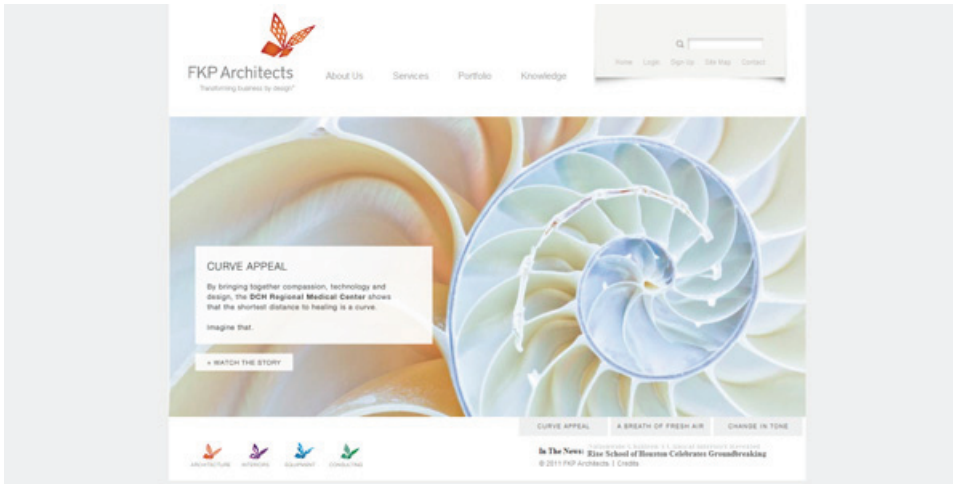 FKP Architects
Transforming business by design®
About Us Services Portfolio Knowledge
Home Login Sign Up Site Map Contact
CURVE APPEAL
By bringing together compassion, technology and
design, the DCH Regional Medical Center shows
that the shortest distance to healing is a curve.
Imagine that.
» WATCH THE STORY
CURVE APPEAL A BREATH OF FRESH AIR CHANGE IN TONE
ARCHITECTURE INTERIORS EQUIPMENT CONSULTING
In The News: Rise School of Houston Celebrates Groundbreaking
© 2011 FKP Architects | Credits